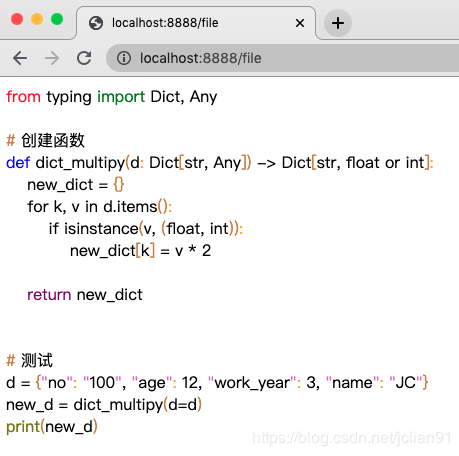 localhost:8888/file
localhost:8888/file
from typing import Dict, Any
# 创建函数
def dict_multipy(d: Dict[str, Any]) -> Dict[str, float or int]:
new_dict = {}
for k, v in d.items():
if isinstance(v, (float, int)):
new_dict[k] = v * 2
return new_dict
# 测试
d = {"no": "100", "age": 12, "work_year": 3, "name": "JC"}
new_d = dict_multipy(d=d)
print(new_d)
https://blog.csdn.net/jclian91